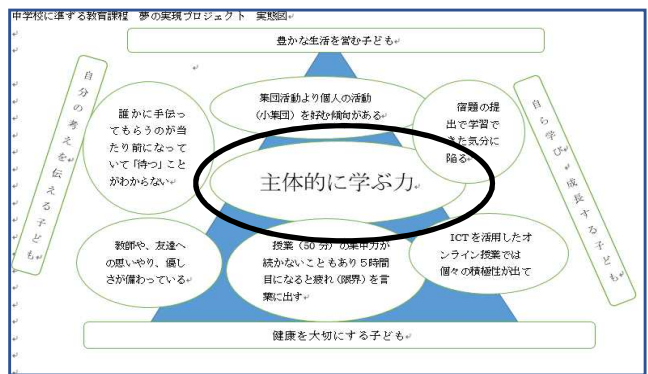 中学校に準ずる教育課程　夢の実現プロジェクト　実態図
豊かな生活を営む子ども
自分の考えを伝える子ども
誰かに手伝っ
てもらうのが当
たり前になって
いて「待つ」こと
がわからない
集団活動より個人の活動
（小集団）を好む傾向がある
宿題の提
出で学習で
きた気分に
陥る
自ら学び、成長する子ども
主体的に学ぶ力
教師や、友達へ
の思いやり、優し
さが備わっている
授業（50分）の集中力が
続かないこともあり５時間
目になると疲れ（限界）を言
葉に出す
ICTを活用したオ
ンライン授業では
個々の積極性が出て
健康を大切にする子ども